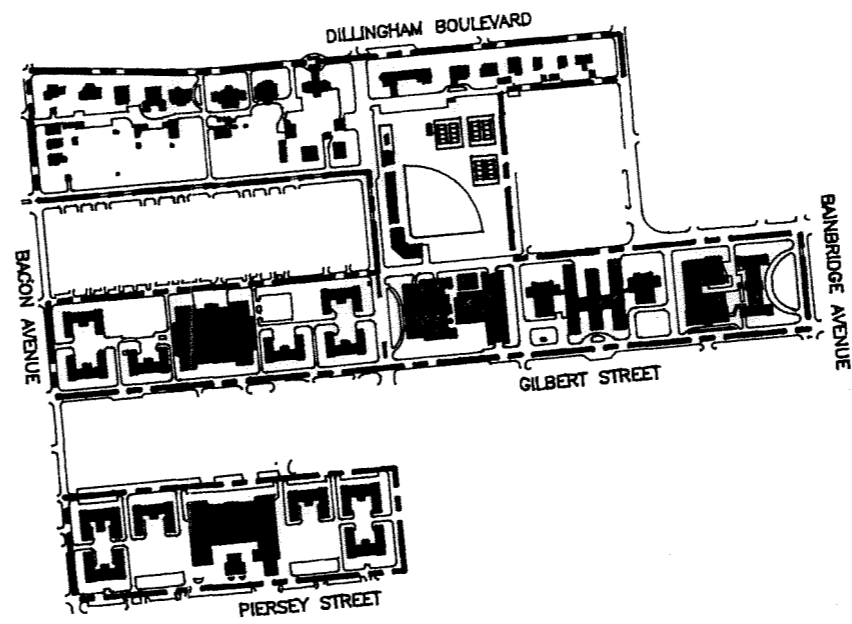 DILLINGHAM BOULEVARD
BACON AVENUE
BAINBRIDGE AVENUE
GILBERT STREET
PIERSEY STREET